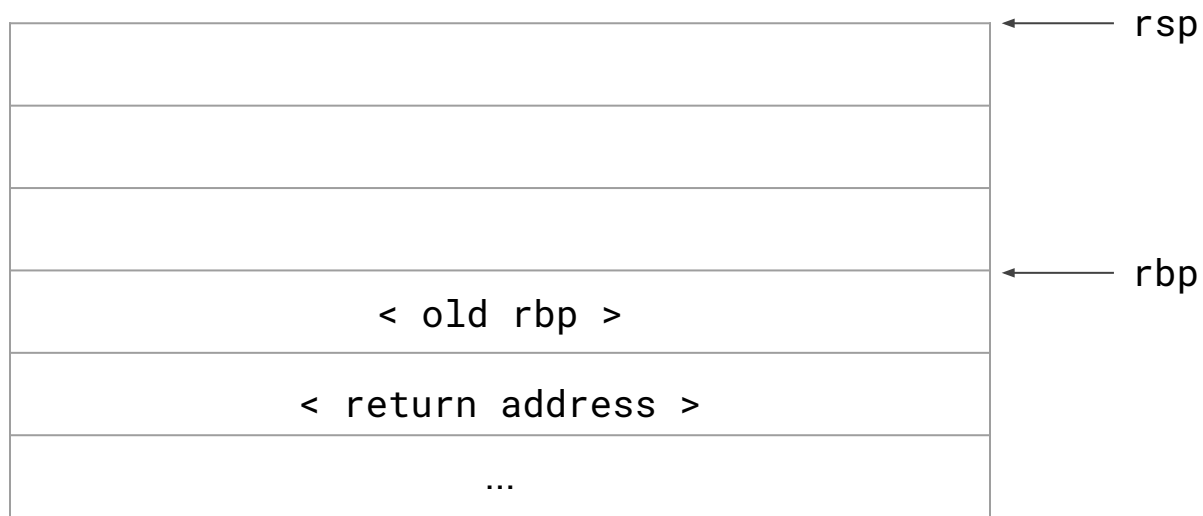 rsp
rbp
< old rbp >
< return address >
...